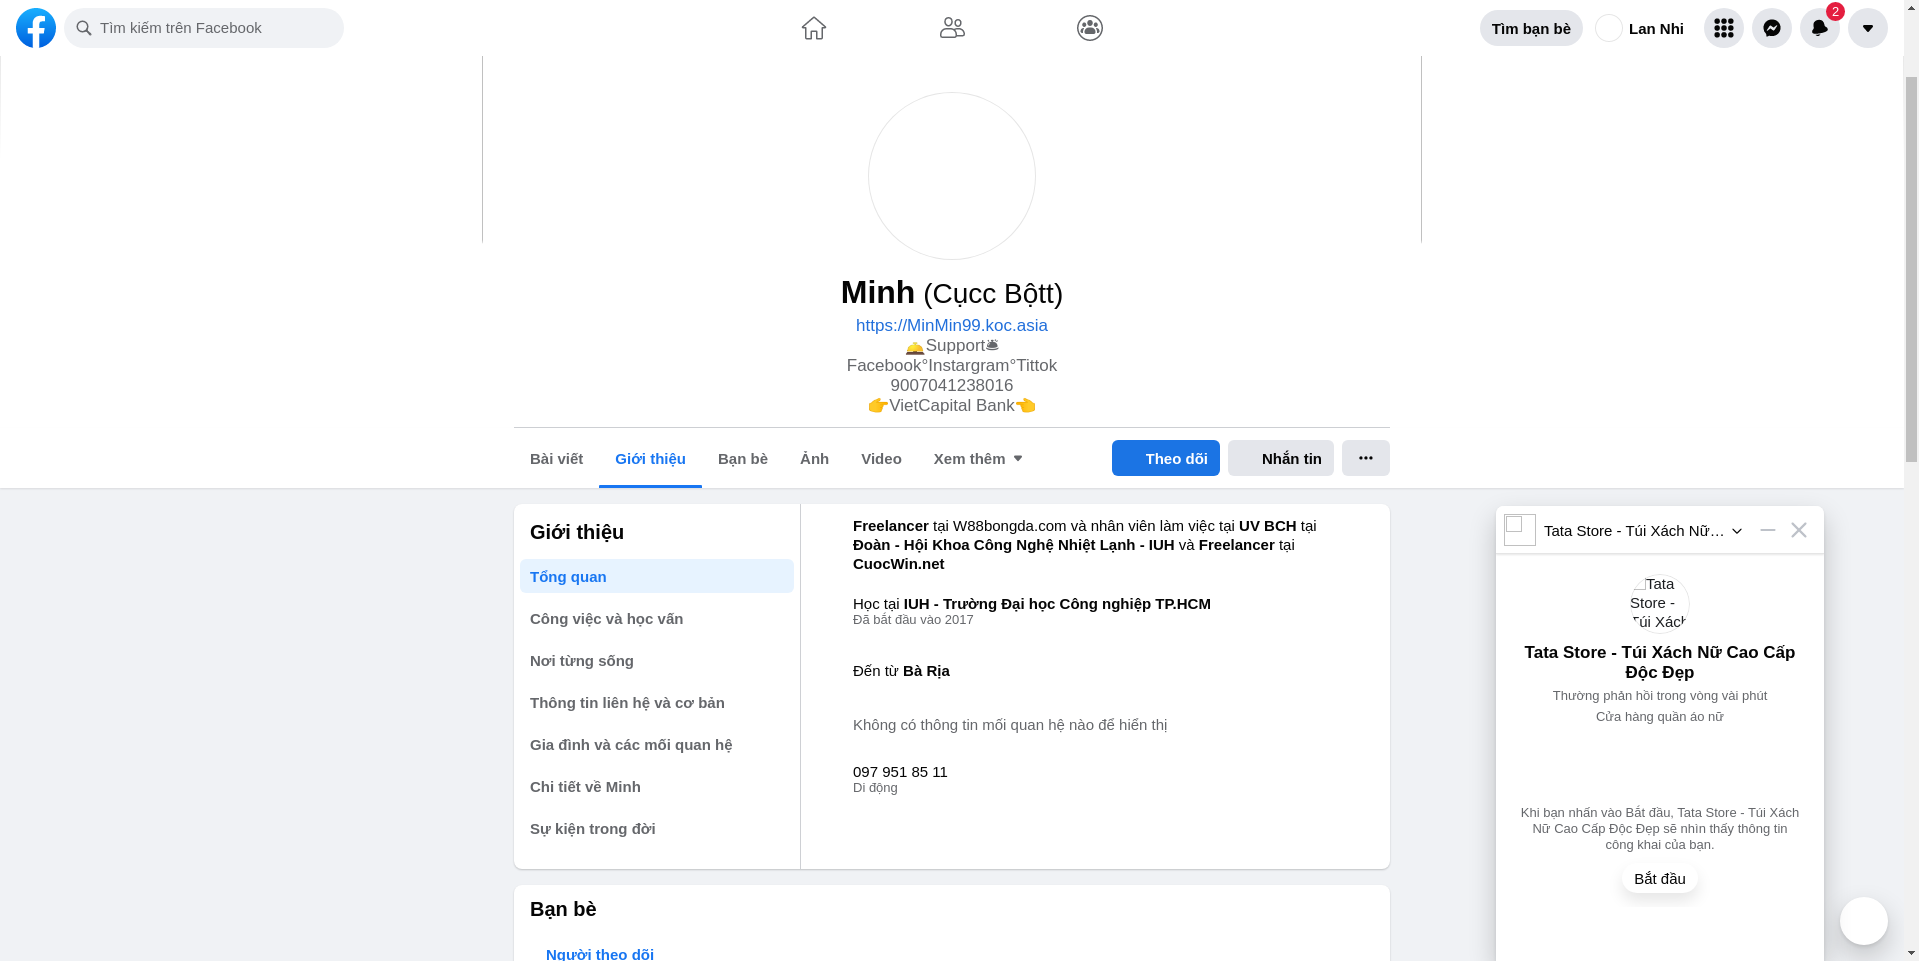 Tìm kiếm trên Facebook
Tìm bạn bè
Lan Nhi
2
Minh (Cụcc Bộtt)
https://MinMin99.koc.asia
🛎️Support🛎
Facebook°Instargram°Tittok
9007041238016
👉VietCapital Bank👈
Bài viết
Giới thiệu
Bạn bè
Ảnh
Video
Xem thêm
Theo dõi
Nhắn tin
Giới thiệu
Tổng quan
Công việc và học vấn
Nơi từng sống
Thông tin liên hệ và cơ bản
Gia đình và các mối quan hệ
Chi tiết về Minh
Sự kiện trong đời
Freelancer tại W88bongda.com và nhân viên làm việc tại UV BCH tại
Đoàn - Hội Khoa Công Nghệ Nhiệt Lạnh - IUH và Freelancer tại
CuocWin.net
Học tại IUH - Trường Đại học Công nghiệp TP.HCM
Đã bắt đầu vào 2017
Đến từ Bà Rịa
Không có thông tin mối quan hệ nào để hiển thị
097 951 85 11
Di động
Bạn bè
Người theo dõi
Tata Store - Túi Xách Nữ…
Tata
Store -
Túi Xách
Tata Store - Túi Xách Nữ Cao Cấp
Độc Đẹp
Thường phản hồi trong vòng vài phút
Cửa hàng quần áo nữ
Khi bạn nhấn vào Bắt đầu, Tata Store - Túi Xách
Nữ Cao Cấp Độc Đẹp sẽ nhìn thấy thông tin
công khai của bạn.
Bắt đầu